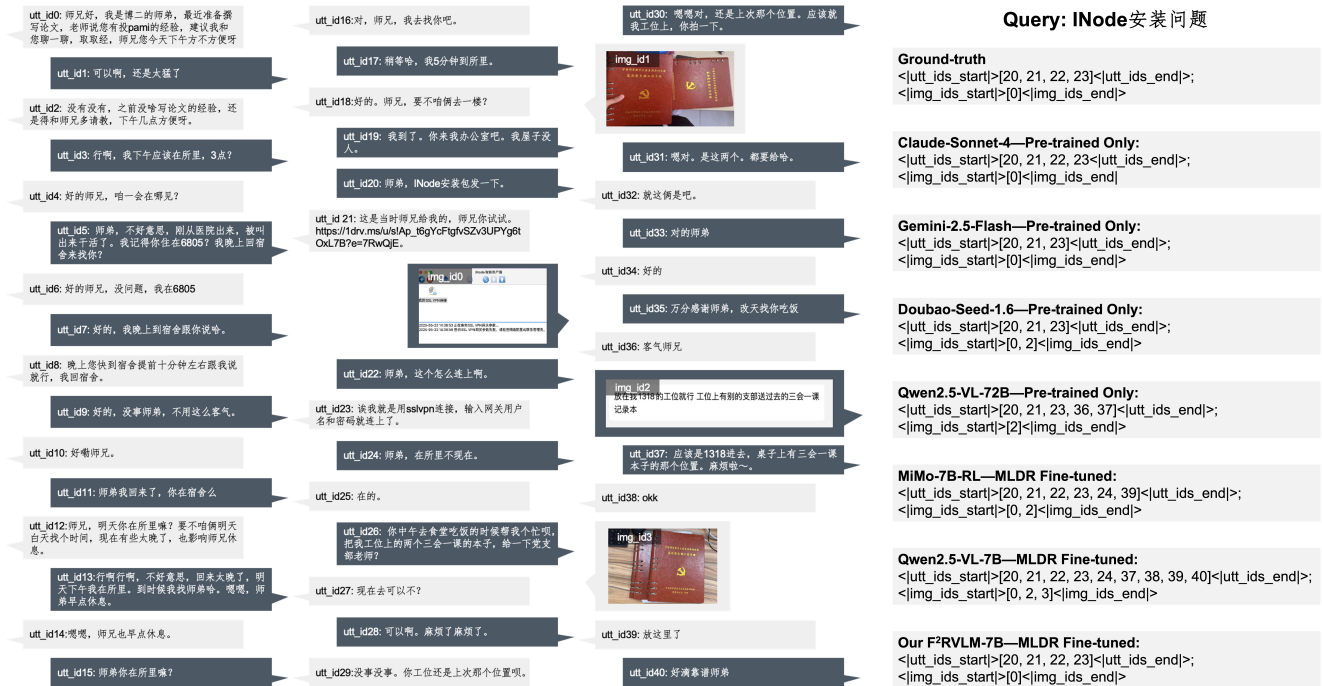 utt_id0: 师兄好，我是博二的师弟，最近准备撰
写论文，老师说您有投pami的经验，建议我和
您聊一聊，取取经，师兄您今天下午方不方便呀
utt_id1: 可以啊，还是太猛了
utt_id2: 没有没有，之前没啥写论文的经验，还
是得和师兄多请教，下午几点方便呀。
utt_id3: 行啊，我下午应该在所里，3点？
utt_id4: 好的师兄，咱一会在哪见？
utt_id5: 师弟，不好意思，刚从医院出来，被叫
出来干活了。我记得你住在6805？我晚上回宿
舍来找你？
utt_id6: 好的师兄，没问题，我在6805
utt_id7: 好的，我晚上到宿舍跟你说哈。
utt_id8: 晚上您快到宿舍提前十分钟左右跟我说
就行，我回宿舍。
utt_id9: 好的，没事师弟，不用这么客气。
utt_id10: 好嘞师兄。
utt_id11: 师弟我回来了，你在宿舍么
utt_id12:师兄，明天你在所里嘛？要不咱俩明天
白天找个时间，现在有些太晚了，也影响师兄休
息。
utt_id13:行啊行啊，不好意思，回来太晚了，明
天下午我在所里。到时候我找师弟哈。嗯嗯，师
弟早点休息。
utt_id14:嗯嗯，师兄也早点休息。
utt_id15: 师弟你在所里嘛？
utt_id16:对，师兄，我去找你吧。
utt_id17: 稍等哈，我5分钟到所里。
utt_id18:好的。师兄，要不咱俩去一楼？
utt_id19: 我到了。你来我办公室吧。我屋子没
人。
utt_id20: 师弟，INode安装包发一下。
utt_id 21: 这是当时师兄给我的，师兄你试试。
https://1drv.ms/u/s!Ap_t6gYcFtgfvSZv3UPYg6t
OxL7B?e=7RwQjE。
img_id0
utt_id22: 师弟，这个怎么连上啊。
utt_id23: 诶我就是用sslvpn连接，输入网关用户
名和密码就连上了。
utt_id24: 师弟，在所里不现在。
utt_id25: 在的。
utt_id26: 你中午去食堂吃饭的时候帮我个忙呗，
把我工位上的两个三会一课的本子，给一下党支
部老师？
utt_id27: 现在去可以不？
utt_id28: 可以啊。麻烦了麻烦了。
utt_id29:没事没事。你工位还是上次那个位置呗。
utt_id30: 嗯嗯对，还是上次那个位置。应该就
我工位上，你拍一下。
img_id1
utt_id31: 嗯对。是这两个。都要给哈。
utt_id32: 就这俩是吧。
utt_id33: 对的师弟
utt_id34: 好的
utt_id35: 万分感谢师弟，改天找你吃饭
utt_id36: 客气师兄
img_id2
放在我1318的工位就行 工位上有别的支部送过去的三会一课
记录本
utt_id37: 应该是1318进去，桌子上有三会一课
本子的那个位置。麻烦啦～。
utt_id38: okk
img_id3
utt_id39: 放这里了
utt_id40: 好滴靠谱师弟
Query: INode安装问题
Ground-truth
<|utt_ids_start|>[20, 21, 22, 23]<|utt_ids_end|>;
<|img_ids_start|>[0]<|img_ids_end|>
Claude-Sonnet-4—Pre-trained Only:
<|utt_ids_start|>[20, 21, 22, 23<|utt_ids_end|>;
<|img_ids_start|>[0]<|img_ids_end|
Gemini-2.5-Flash—Pre-trained Only:
<|utt_ids_start|>[20, 21, 23]<|utt_ids_end|>;
<|img_ids_start|>[0]<|img_ids_end|>
Doubao-Seed-1.6—Pre-trained Only:
<|utt_ids_start|>[20, 21, 23]<|utt_ids_end|>;
<|img_ids_start|>[0, 2]<|img_ids_end|>
Qwen2.5-VL-72B—Pre-trained Only:
<|utt_ids_start|>[20, 21, 23, 36, 37]<|utt_ids_end|>;
<|img_ids_start|>[2]<|img_ids_end|>
MiMo-7B-RL—MLDR Fine-tuned:
<|utt_ids_start|>[20, 21, 22, 23, 24, 39]<|utt_ids_end|>;
<|img_ids_start|>[0, 2]<|img_ids_end|>
Qwen2.5-VL-7B—MLDR Fine-tuned:
<|utt_ids_start|>[20, 21, 22, 23, 24, 37, 38, 39, 40]<|utt_ids_end|>;
<|img_ids_start|>[0, 2, 3]<|img_ids_end|>
Our F²RVLM-7B—MLDR Fine-tuned:
<|utt_ids_start|>[20, 21, 22, 23]<|utt_ids_end|>;
<|img_ids_start|>[0]<|img_ids_end|>